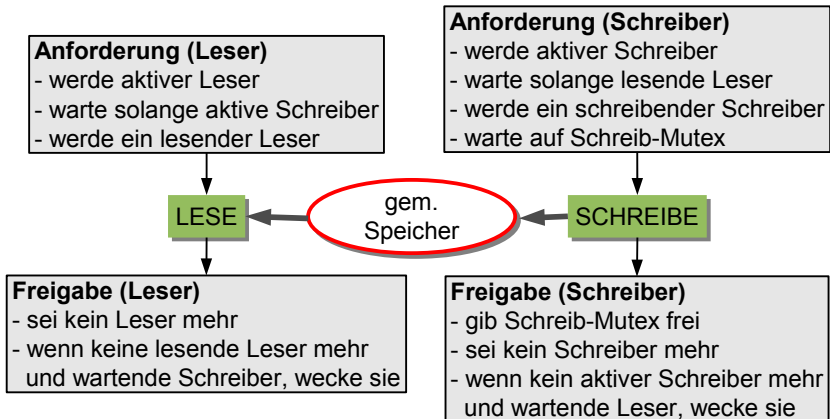 Anforderung (Leser)
- werde aktiver Leser
- warte solange aktive Schreiber
- werde ein lesender Leser
Anforderung (Schreiber)
- werde aktiver Schreiber
- warte solange lesende Leser
- werde ein schreibender Schreiber
- warte auf Schreib-Mutex
LESE
gem.
Speicher
SCHREIBE
Freigabe (Leser)
- sei kein Leser mehr
- wenn keine lesende Leser mehr
und wartende Schreiber, wecke sie
Freigabe (Schreiber)
- gib Schreib-Mutex frei
- sei kein Schreiber mehr
- wenn kein aktiver Schreiber mehr
und wartende Leser, wecke sie